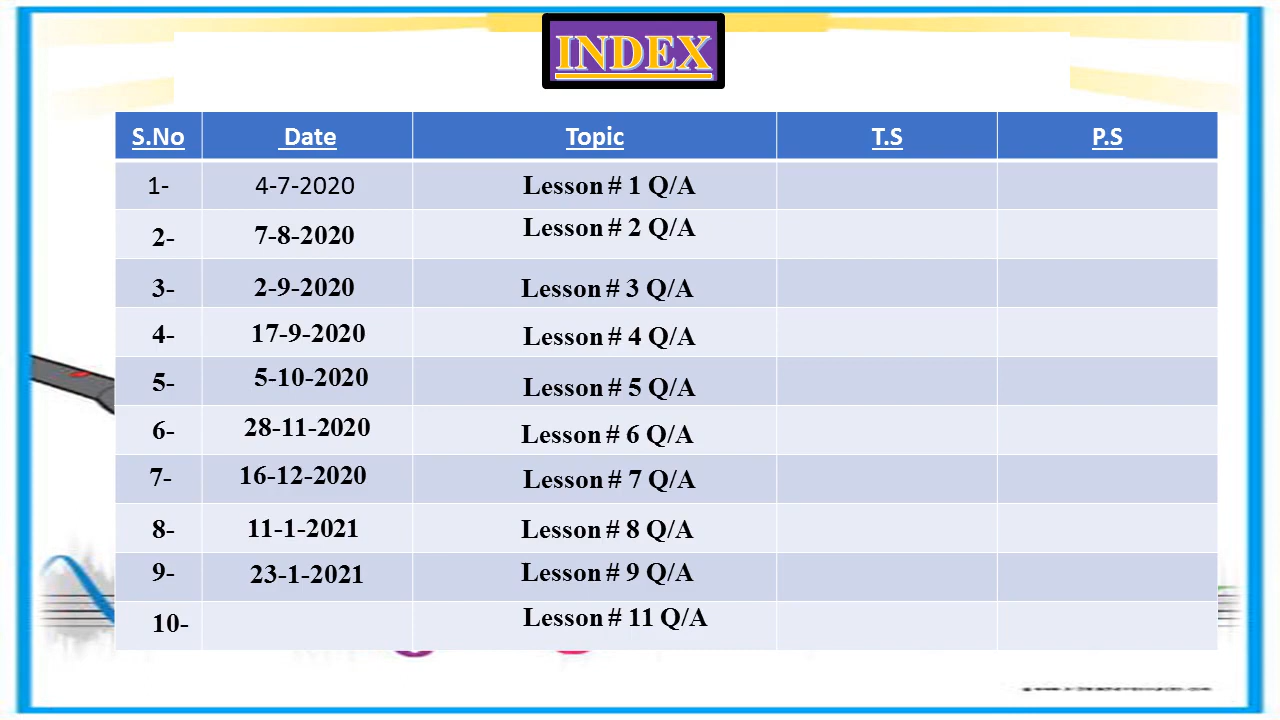 INDEX
S.No Date Topic T.S P.S
1- 4-7-2020 Lesson # 1 Q/A
2- 7-8-2020 Lesson # 2 Q/A
3- 2-9-2020 Lesson # 3 Q/A
4- 17-9-2020 Lesson # 4 Q/A
5- 5-10-2020 Lesson # 5 Q/A
6- 28-11-2020 Lesson # 6 Q/A
7- 16-12-2020 Lesson # 7 Q/A
8- 11-1-2021 Lesson # 8 Q/A
9- 23-1-2021 Lesson # 9 Q/A
10- Lesson # 11 Q/A